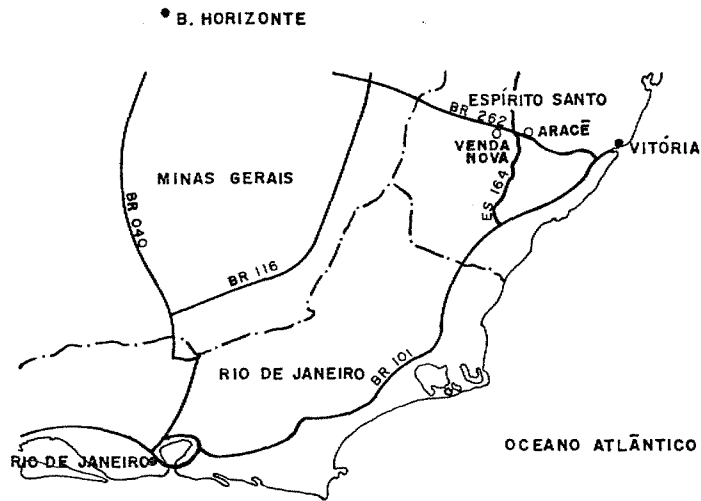 B. HORIZONTE
ESPÍRITO SANTO
BR 262
ARACÊ
VENDA
NOVA
VITÓRIA
MINAS GERAIS
ES 164
BR 040
BR 116
RIO DE JANEIRO
BR 101
OCEANO ATLÂNTICO
RIO DE JANEIRO